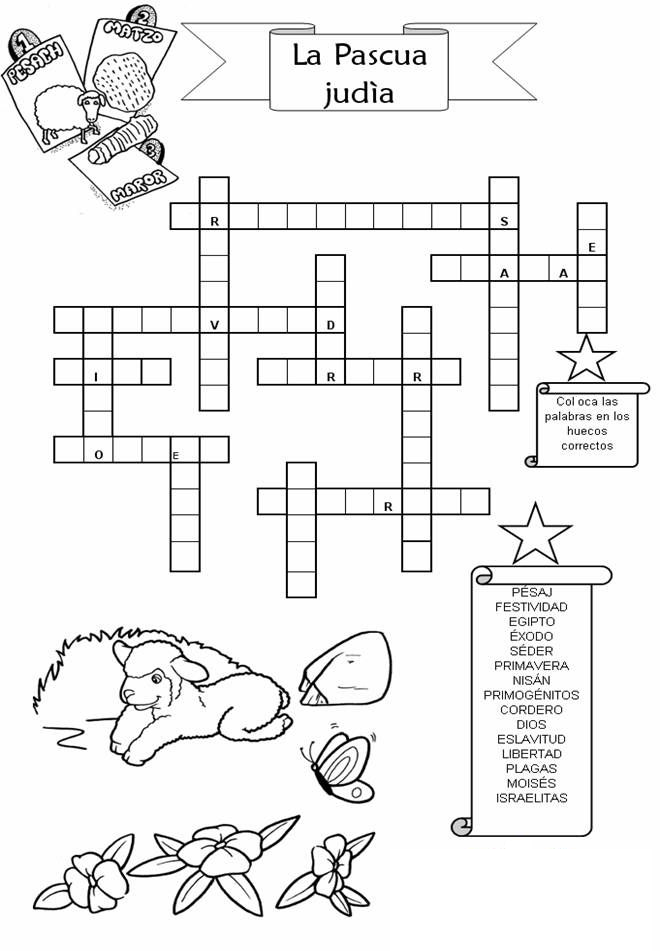 1
PESACH
2
MATZO
3
MAROR
La Pascua
judìa
R
S
E
A A
V D
I R R
O E
R
Col oca las
palabras en los
huecos
correctos
PÉSAJ
FESTIVIDAD
EGIPTO
ÉXODO
SÉDER
PRIMAVERA
NISÁN
PRIMOGÉNITOS
CORDERO
DIOS
ESLAVITUD
LIBERTAD
PLAGAS
MOISÉS
ISRAELITAS